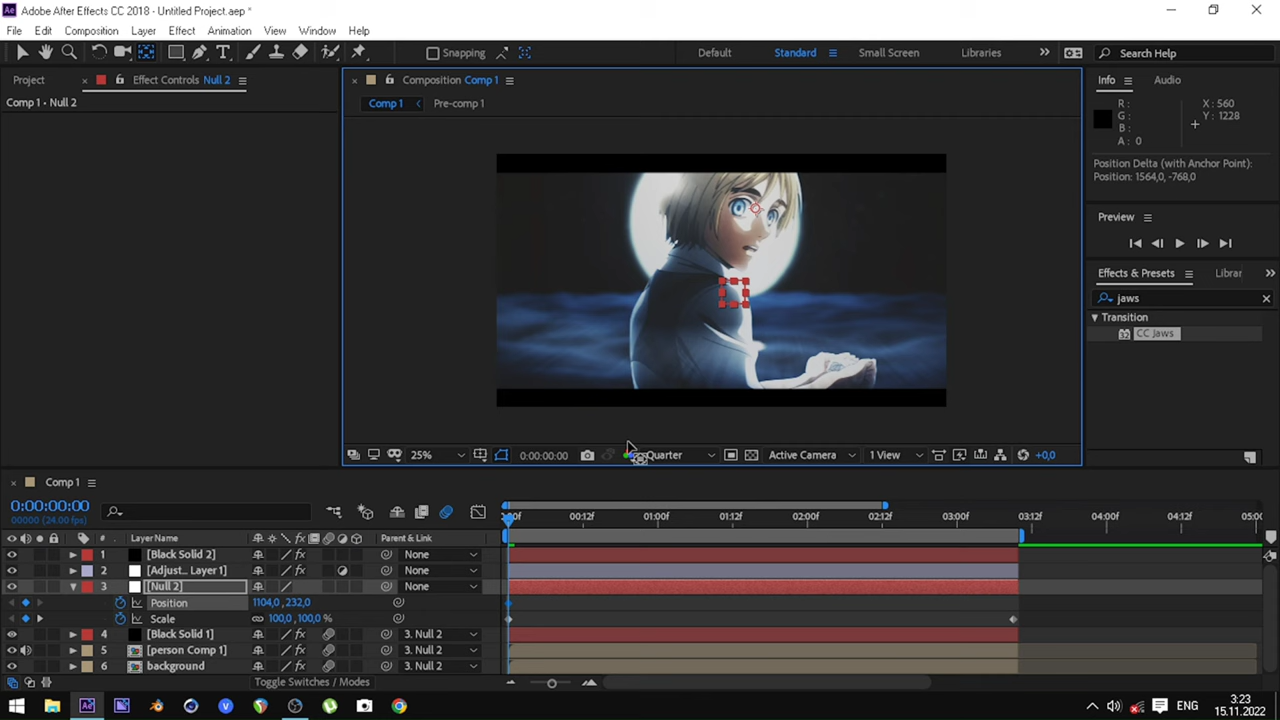 Adobe After Effects CC 2018 - Untitled Project.aep *
File Edit Composition Layer Effect Animation View Window Help
Snapping Default Standard Small Screen Libraries Search Help
Project Effect Controls Null 2
Comp 1 • Null 2
Composition Comp 1
Comp 1 Pre-comp 1
25% 0:00:00:00 Quarter Active Camera 1 View +0,0
Info Audio
R : X : 560
G : Y : 1228
B :
A : 0
Position Delta (with Anchor Point):
Position: 1564,0, -768,0
Preview
Effects & Presets Librar
jaws
Transition
32 CC Jaws
Comp 1
0:00:00:00
00000 (24.00 fps)
:00f 00:12f 01:00f 01:12f 02:00f 02:12f 03:00f 03:12f 04:00f 04:12f 05:00
# Layer Name Parent & Link
1 [Black Solid 2] None
2 [Adjust... Layer 1] None
3 [Null 2] None
Position 1104,0 ,232,0
Scale 100,0 ,100,0 %
4 [Black Solid 1] 3. Null 2
5 [person Comp 1] 3. Null 2
6 background 3. Null 2
Toggle Switches / Modes
ENG 3:23
15.11.2022